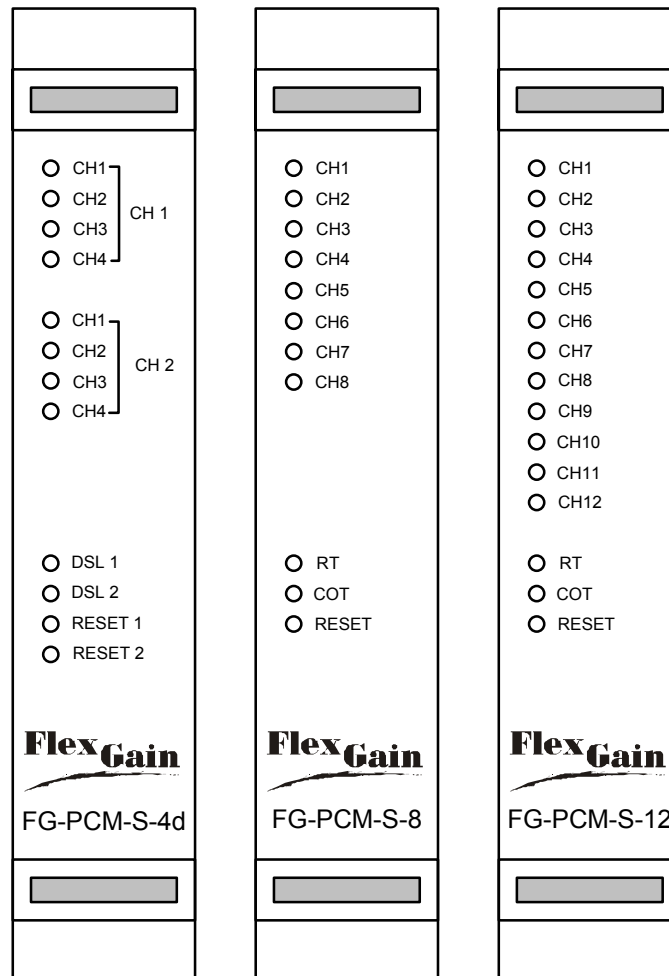 CH1
CH2
CH3
CH4
CH 1
CH1
CH2
CH3
CH4
CH 2
DSL 1
DSL 2
RESET 1
RESET 2
FlexGain
FG-PCM-S-4d
CH1
CH2
CH3
CH4
CH5
CH6
CH7
CH8
RT
COT
RESET
FlexGain
FG-PCM-S-8
CH1
CH2
CH3
CH4
CH5
CH6
CH7
CH8
CH9
CH10
CH11
CH12
RT
COT
RESET
FlexGain
FG-PCM-S-12